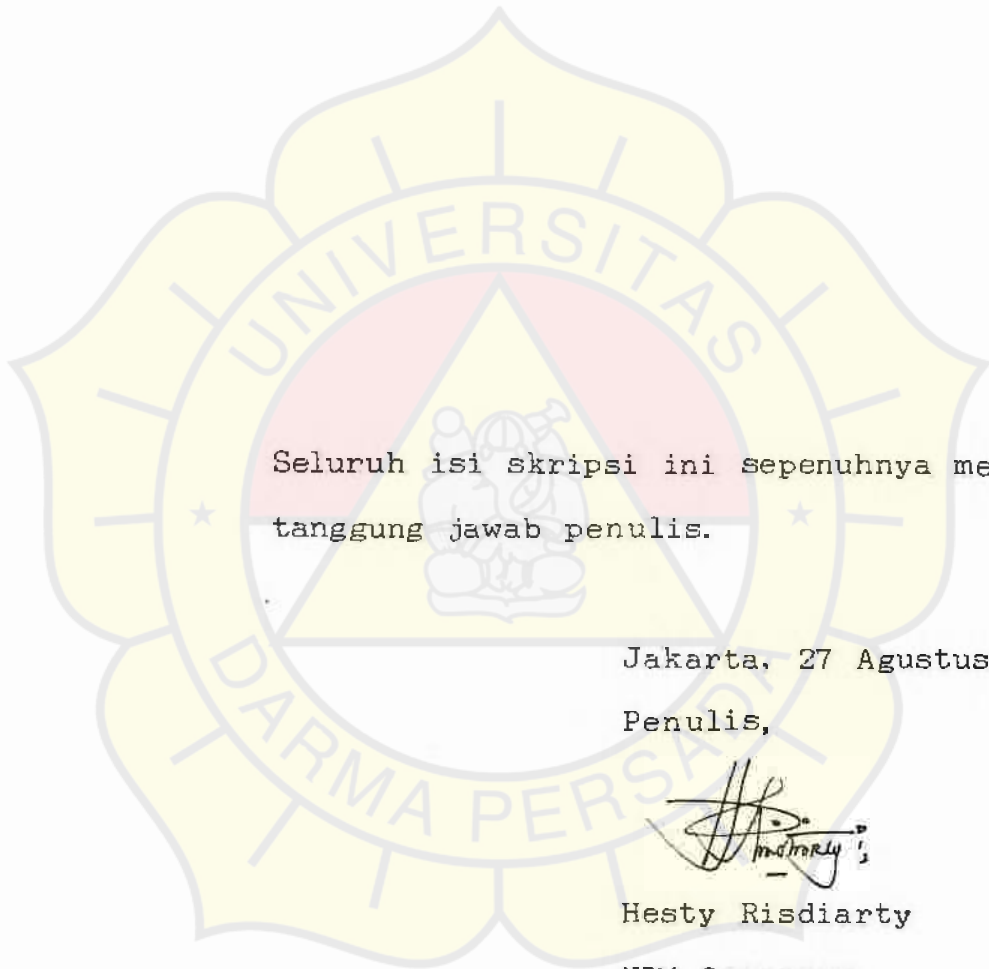 UNIVERSITAS
Seluruh isi skripsi ini sepenuhnya me
tanggung jawab penulis.
Jakarta, 27 Agustus
Penulis,
Hesty Risdiarty
DARMA PERSADA